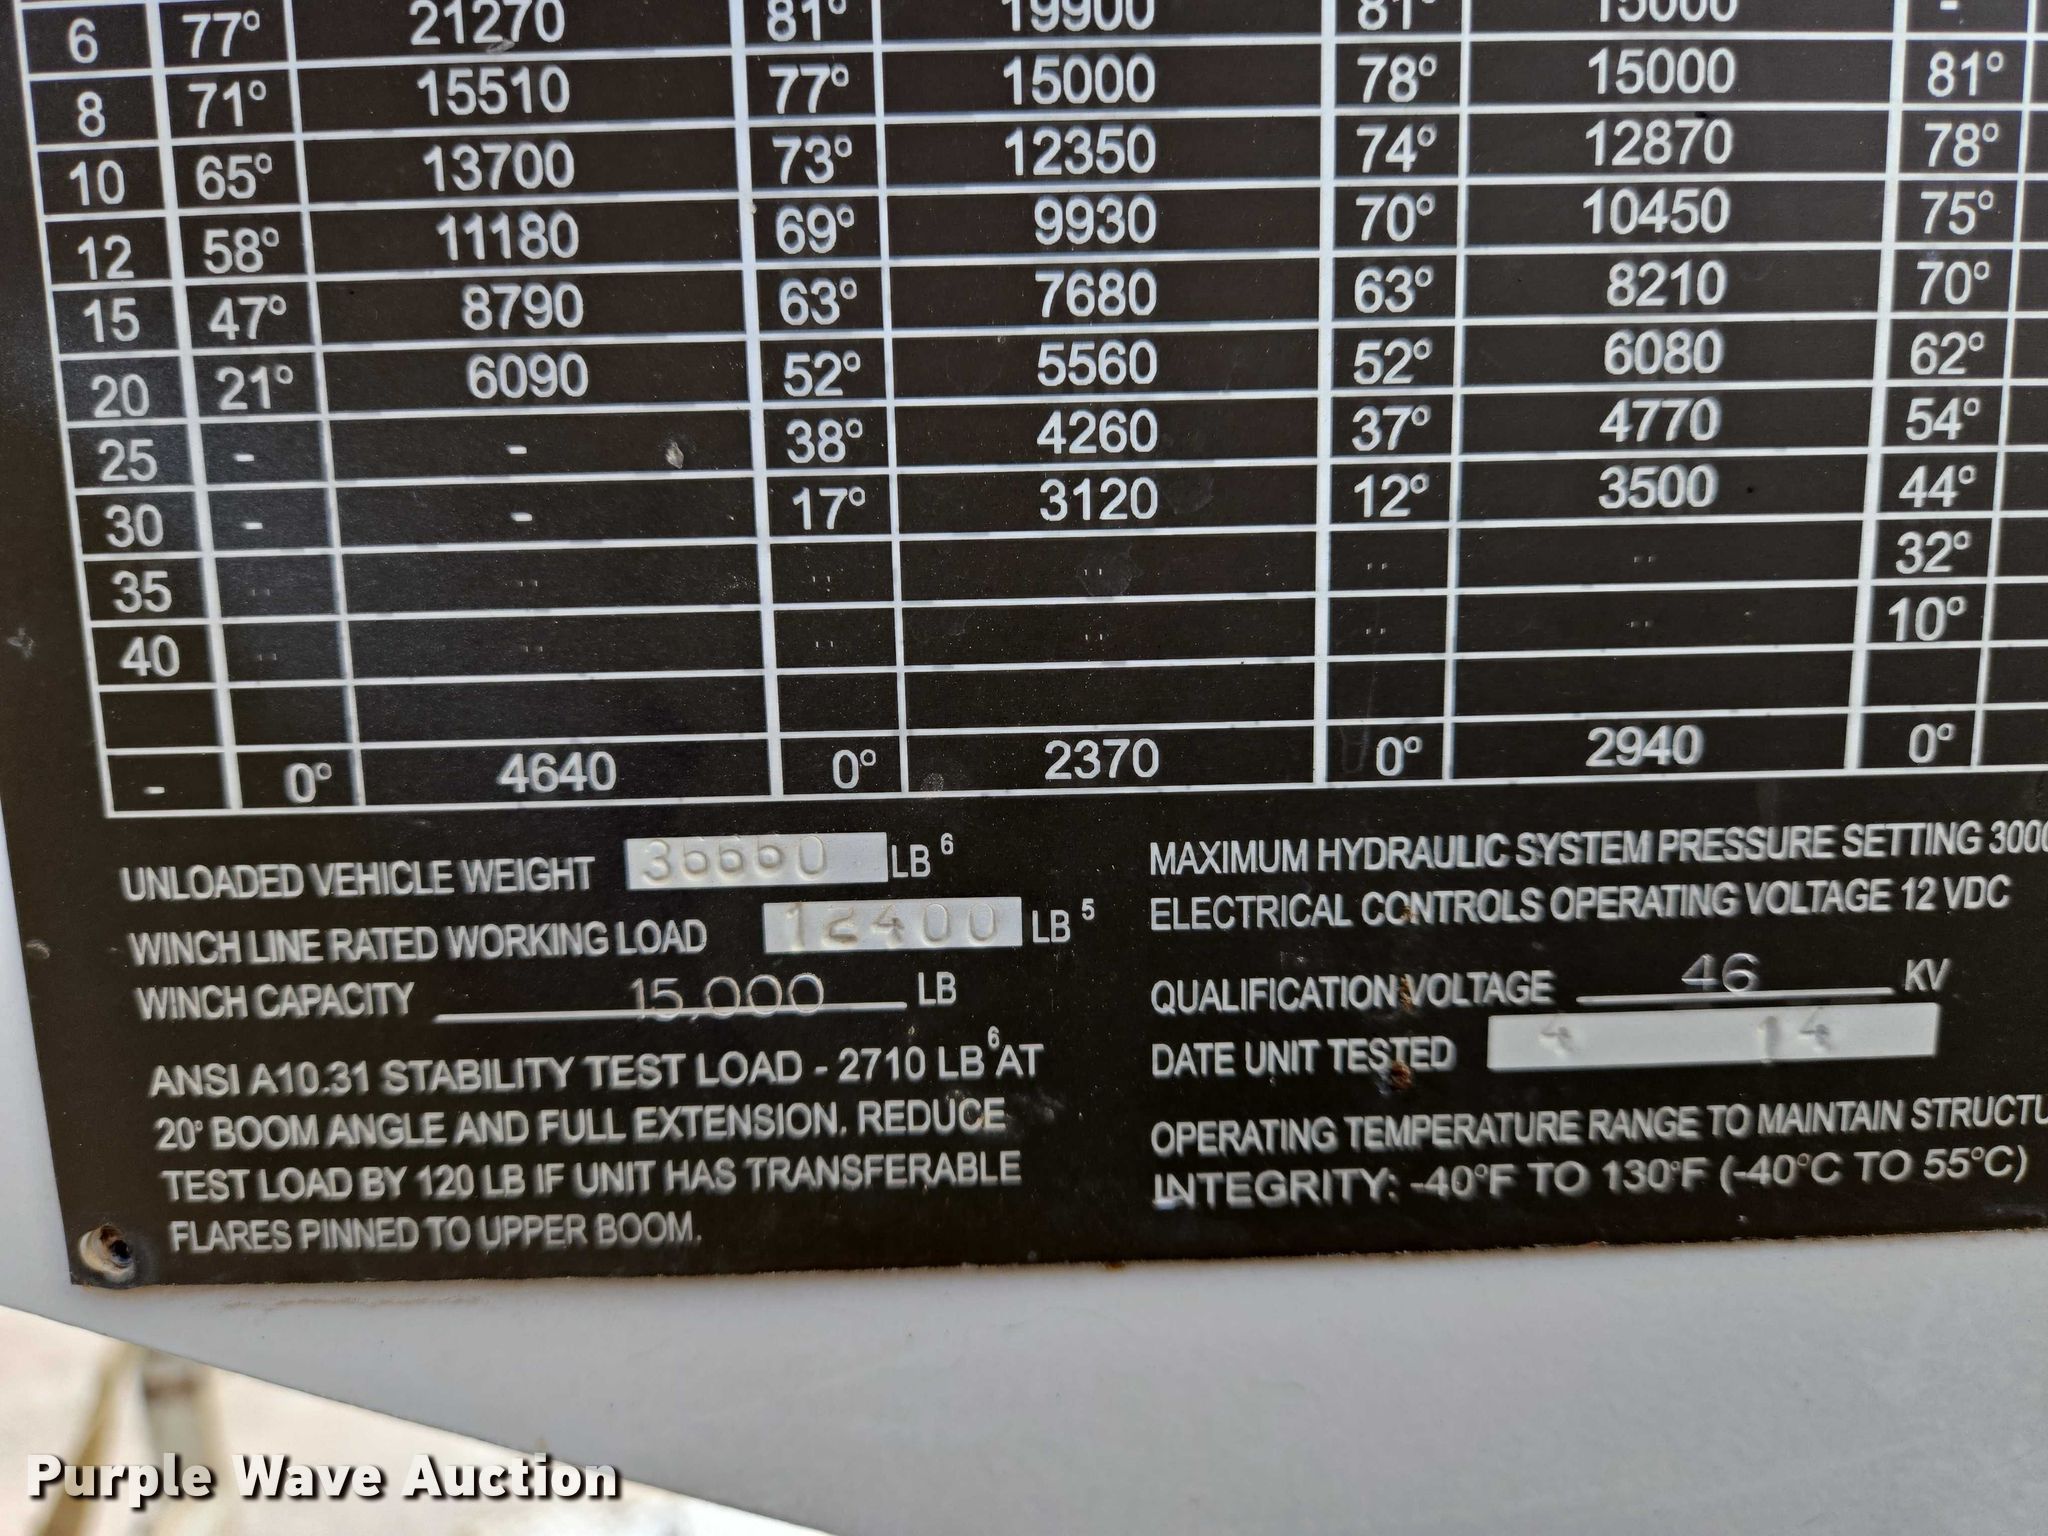 6 77° 21270 81° 19900 81° 15000 -
8 71° 15510 77° 15000 78° 15000 81°
10 65° 13700 73° 12350 74° 12870 78°
12 58° 11180 69° 9930 70° 10450 75°
15 47° 8790 63° 7680 63° 8210 70°
20 21° 6090 52° 5560 52° 6080 62°
25 - - 38° 4260 37° 4770 54°
30 - - 17° 3120 12° 3500 44°
35 -- -- -- -- -- -- 32°
40 -- -- -- -- -- -- 10°
- 0° 4640 0° 2370 0° 2940 0°
UNLOADED VEHICLE WEIGHT 36660 LB 6
WINCH LINE RATED WORKING LOAD 12400 LB 5
WINCH CAPACITY 15,000 LB
ANSI A10.31 STABILITY TEST LOAD - 2710 LB 6 AT
20° BOOM ANGLE AND FULL EXTENSION. REDUCE
TEST LOAD BY 120 LB IF UNIT HAS TRANSFERABLE
FLARES PINNED TO UPPER BOOM.
MAXIMUM HYDRAULIC SYSTEM PRESSURE SETTING 3000
ELECTRICAL CONTROLS OPERATING VOLTAGE 12 VDC
QUALIFICATION VOLTAGE 46 KV
DATE UNIT TESTED 4 14
OPERATING TEMPERATURE RANGE TO MAINTAIN STRUCTU
INTEGRITY: -40°F TO 130°F (-40°C TO 55°C)
Purple Wave Auction